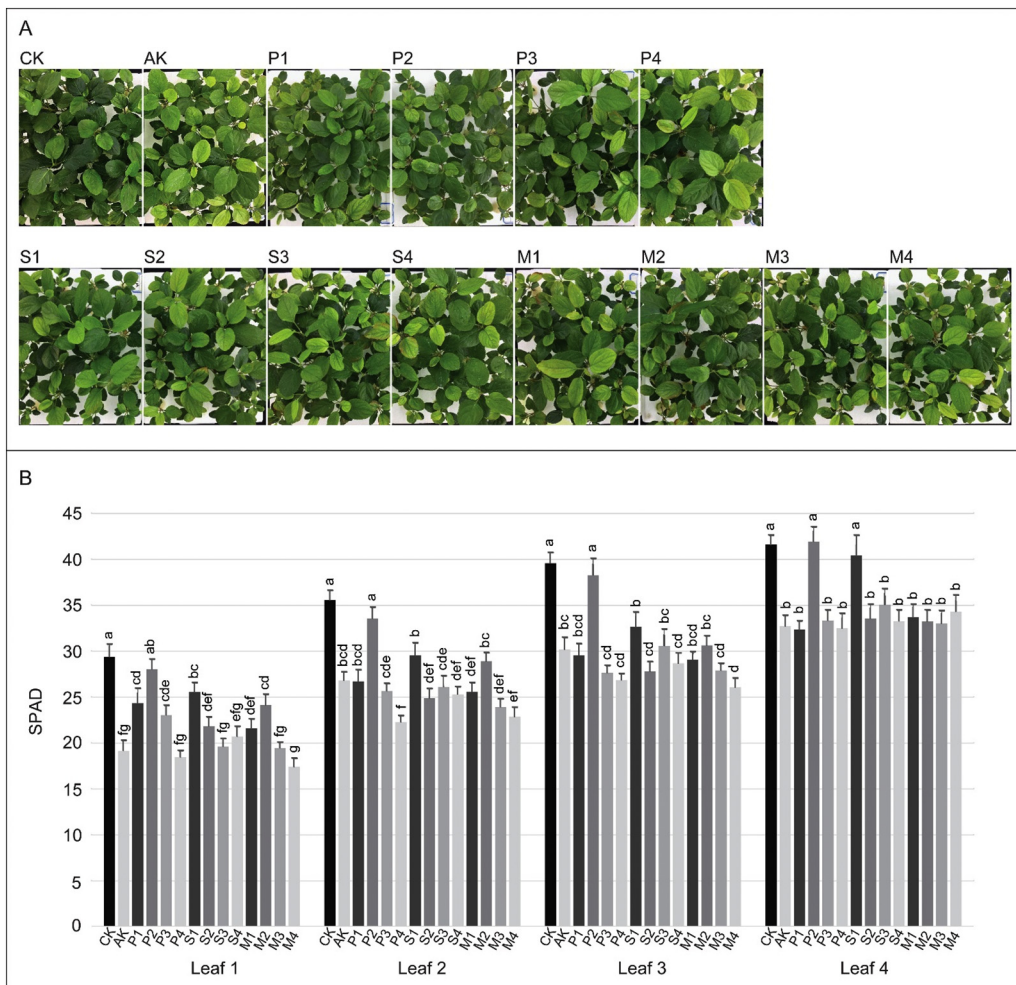 A
CK AK P1 P2 P3 P4
S1 S2 S3 S4 M1 M2 M3 M4
B
SPAD
45
40
35
30
25
20
15
10
5
0
a fg cd ab cde fg bc def fg efg def cd fg g
a bcd bcd a cde f b def cde def def bc def ef
a bc bcd a cd cd b cd bc cd bcd bc cd d
a b b a b b a b b b b b b b
CK AK P1 P2 P3 P4 S1 S2 S3 S4 M1 M2 M3 M4
CK AK P1 P2 P3 P4 S1 S2 S3 S4 M1 M2 M3 M4
CK AK P1 P2 P3 P4 S1 S2 S3 S4 M1 M2 M3 M4
CK AK P1 P2 P3 P4 S1 S2 S3 S4 M1 M2 M3 M4
Leaf 1 Leaf 2 Leaf 3 Leaf 4